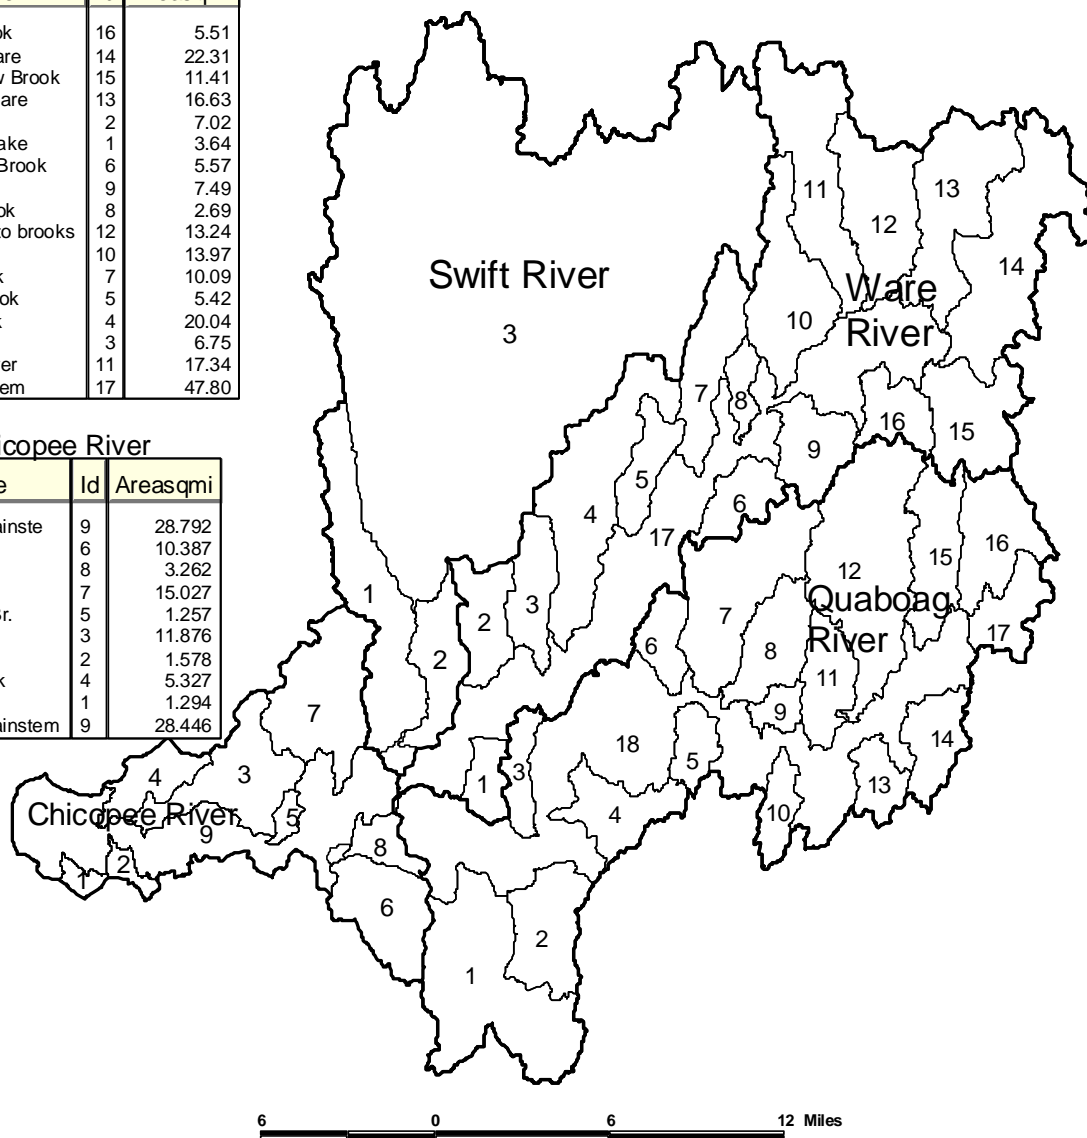 ok 16 5.51
are 14 22.31
w Brook 15 11.41
are 13 16.63
2 7.02
ake 1 3.64
Brook 6 5.57
9 7.49
ok 8 2.69
to brooks 12 13.24
10 13.97
k 7 10.09
ok 5 5.42
k 4 20.04
3 6.75
er 11 17.34
em 17 47.80
icopee River
e Id Areasqmi
ainste 9 28.792
6 10.387
8 3.262
7 15.027
Br. 5 1.257
3 11.876
2 1.578
k 4 5.327
1 1.294
ainstem 9 28.446
Swift River
3
1
2
Ware
River
11
12
13
14
10
7
8
9
16
15
5
4
6
17
3
2
1
Quaboag
River
12
15
16
17
7
8
11
6
9
18
5
14
13
10
3
4
2
1
Chicopee River
7
4
3
5
9
8
2
1
6
6 0 6 12 Miles